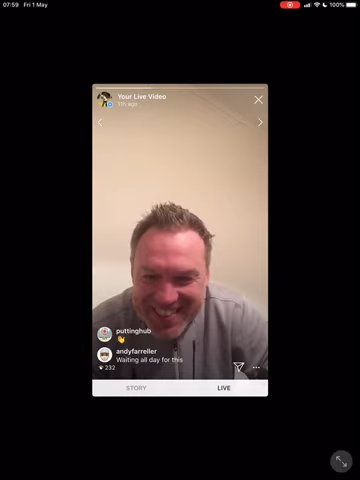 07:59 Fri 1 May
100%
Your Live Video
11h ago
puttinghub
👋
andyfarreller
Waiting all day for this
232
STORY
LIVE